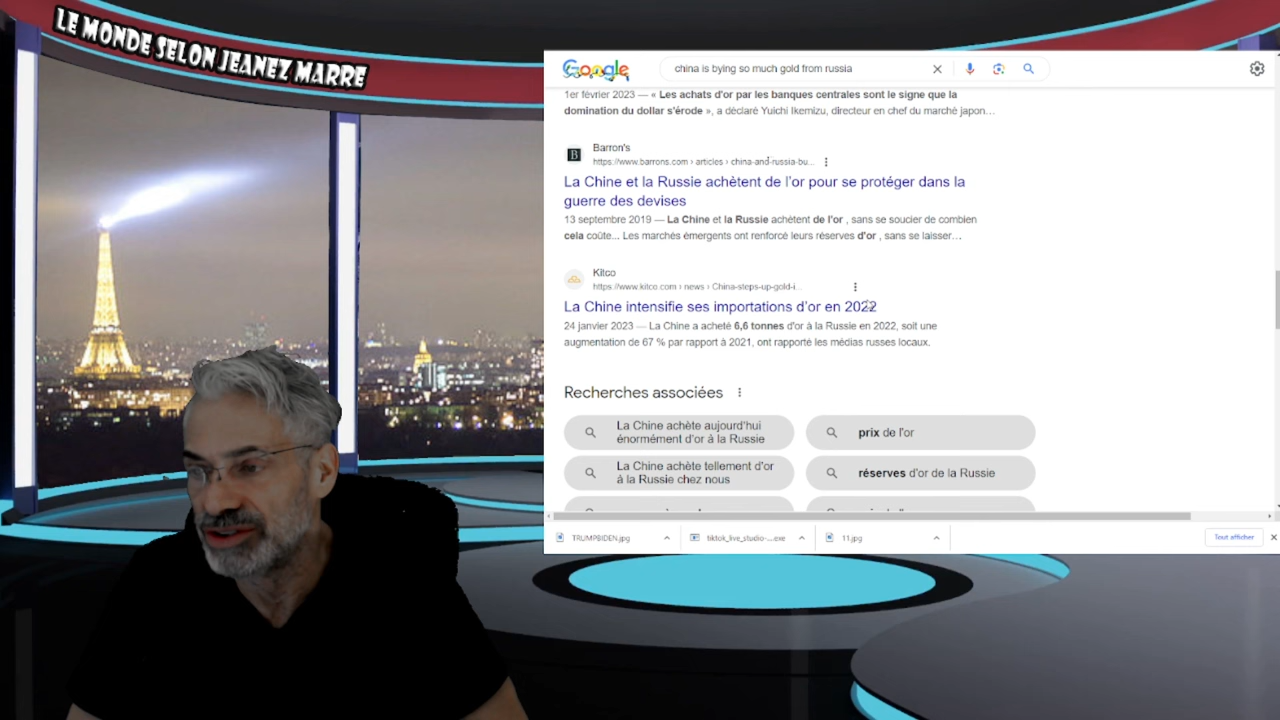 LE MONDE SELON JEANEZ MARRE
Google
china is bying so much gold from russia
1er février 2023 — « Les achats d'or par les banques centrales sont le signe que la
domination du dollar s'érode », a déclaré Yuichi Ikemizu, directeur en chef du marché japon...
B
Barron's
https://www.barrons.com › articles › china-and-russia-bu...
La Chine et la Russie achètent de l'or pour se protéger dans la
guerre des devises
13 septembre 2019 — La Chine et la Russie achètent de l'or , sans se soucier de combien
cela coûte... Les marchés émergents ont renforcé leurs réserves d'or , sans se laisser...
Kitco
https://www.kitco.com › news › China-steps-up-gold-i...
La Chine intensifie ses importations d'or en 2022
24 janvier 2023 — La Chine a acheté 6,6 tonnes d'or à la Russie en 2022, soit une
augmentation de 67 % par rapport à 2021, ont rapporté les médias russes locaux.
Recherches associées
La Chine achète aujourd'hui
énormément d'or à la Russie
prix de l'or
La Chine achète tellement d'or
à la Russie chez nous
réserves d'or de la Russie
TRUMPBIDEN.jpg
tiktok_live_studio-...exe
11.jpg
Tout afficher